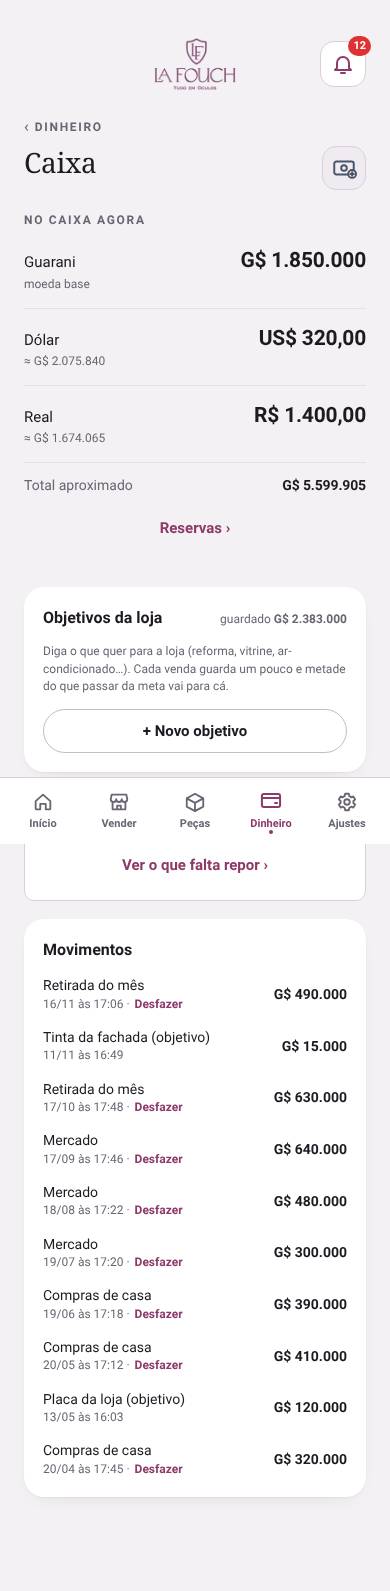 LF
LA FOUCH
Tudo em Óculos
12
‹ DINHEIRO
Caixa
NO CAIXA AGORA
Guarani
G$ 1.850.000
moeda base
Dólar
US$ 320,00
≈ G$ 2.075.840
Real
R$ 1.400,00
≈ G$ 1.674.065
Total aproximado
G$ 5.599.905
Reservas ›
Objetivos da loja
guardado G$ 2.383.000
Diga o que quer para a loja (reforma, vitrine, ar-
condicionado…). Cada venda guarda um pouco e metade
do que passar da meta vai para cá.
+ Novo objetivo
Início
Vender
Peças
Dinheiro
Ajustes
Ver o que falta repor ›
Movimentos
Retirada do mês
16/11 às 17:06 · Desfazer
G$ 490.000
Tinta da fachada (objetivo)
11/11 às 16:49
G$ 15.000
Retirada do mês
17/10 às 17:48 · Desfazer
G$ 630.000
Mercado
17/09 às 17:46 · Desfazer
G$ 640.000
Mercado
18/08 às 17:22 · Desfazer
G$ 480.000
Mercado
19/07 às 17:20 · Desfazer
G$ 300.000
Compras de casa
19/06 às 17:18 · Desfazer
G$ 390.000
Compras de casa
20/05 às 17:12 · Desfazer
G$ 410.000
Placa da loja (objetivo)
13/05 às 16:03
G$ 120.000
Compras de casa
20/04 às 17:45 · Desfazer
G$ 320.000